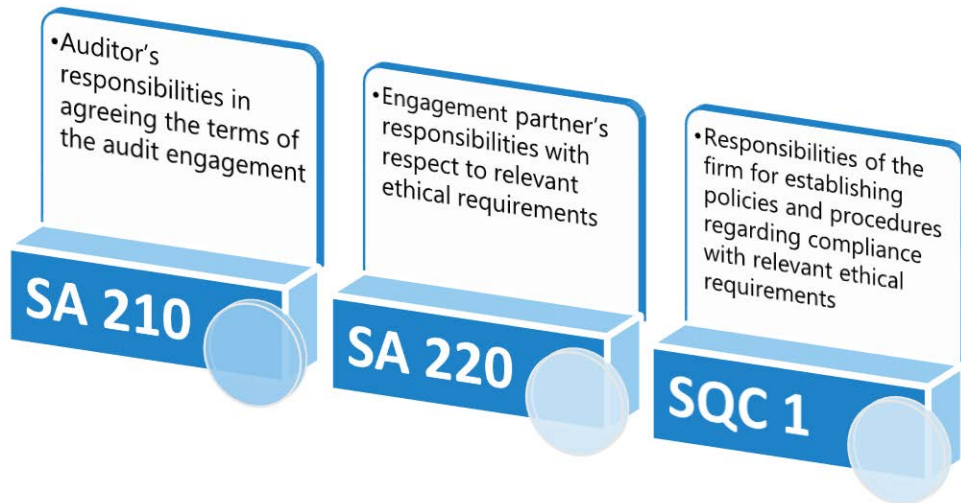 •Auditor's
responsibilities in
agreeing the terms of
the audit engagement
SA 210
•Engagement partner's
responsibilities with
respect to relevant
ethical requirements
SA 220
•Responsibilities of the
firm for establishing
policies and procedures
regarding compliance
with relevant ethical
requirements
SQC 1